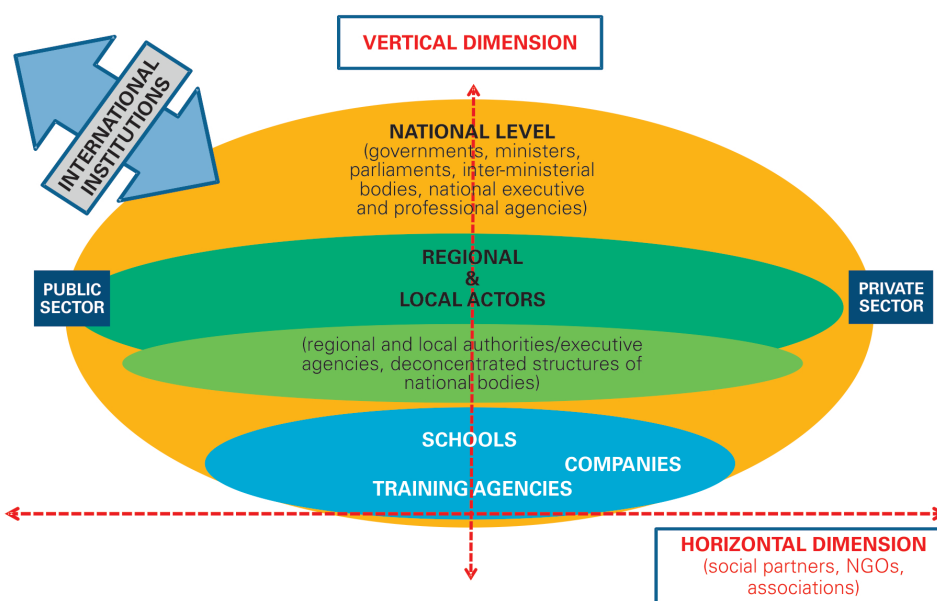 VERTICAL DIMENSION
INTERNATIONAL
INSTITUTIONS
NATIONAL LEVEL
(governments, ministers,
parliaments, inter-ministerial
bodies, national executive
and professional agencies)
PUBLIC
SECTOR
REGIONAL
&
LOCAL ACTORS
PRIVATE
SECTOR
(regional and local authorities/executive
agencies, deconcentrated structures of
national bodies)
SCHOOLS
COMPANIES
TRAINING AGENCIES
HORIZONTAL DIMENSION
(social partners, NGOs,
associations)